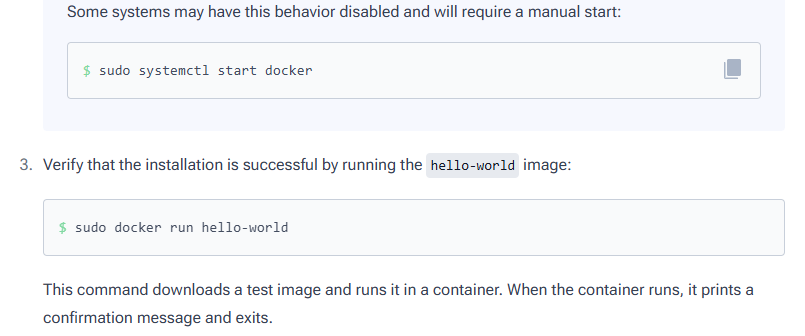 Some systems may have this behavior disabled and will require a manual start:
$ sudo systemctl start docker
3. Verify that the installation is successful by running the hello-world image:
$ sudo docker run hello-world
This command downloads a test image and runs it in a container. When the container runs, it prints a
confirmation message and exits.